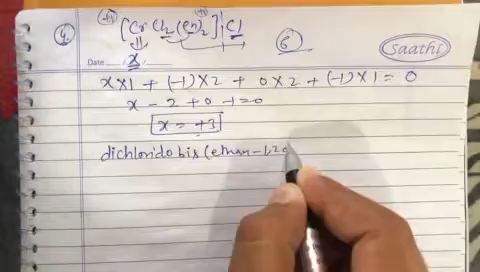 4. [Cr Cl₂ (en)₂] Cl
6
Saathi
Date / /
x
x×1 + (-1)×2 + 0×2 + (-1)×1 = 0
x - 2 + 0 - 1 = 0
x = +3
dichlorido bis (ethan-1,2